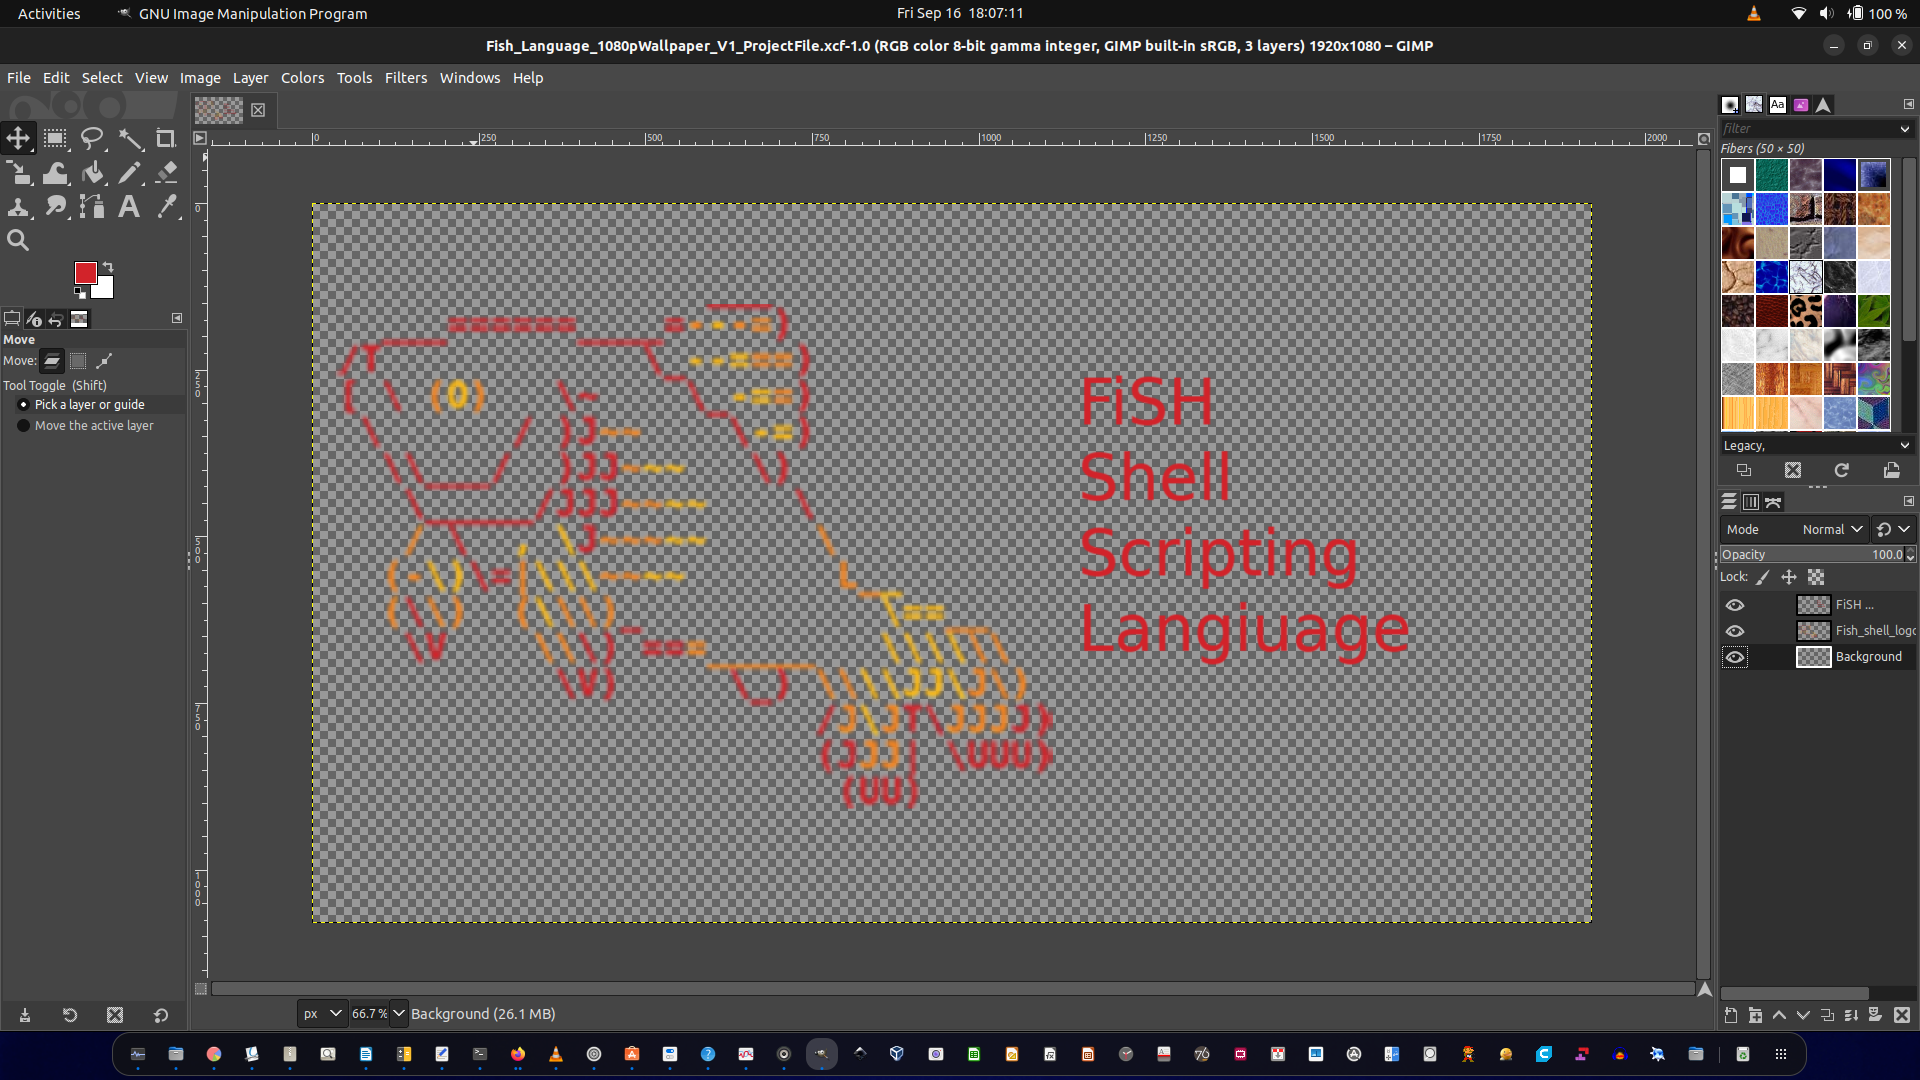 Activities GNU Image Manipulation Program Fri Sep 16 18:07:11 100 %
Fish_Language_1080pWallpaper_V1_ProjectFile.xcf-1.0 (RGB color 8-bit gamma integer, GIMP built-in sRGB, 3 layers) 1920x1080 – GIMP
File Edit Select View Image Layer Colors Tools Filters Windows Help
0 250 500 750 1000 1250 1500 1750 2000
filter
Fibers (50 × 50)
Move
Move:
Tool Toggle (Shift)
Pick a layer or guide
Move the active layer
FiSH
Shell
Scripting
Langiuage
Legacy,
Mode Normal
Opacity 100.0
Lock:
FiSH ...
Fish_shell_logo
Background
px 66.7 % Background (26.1 MB)